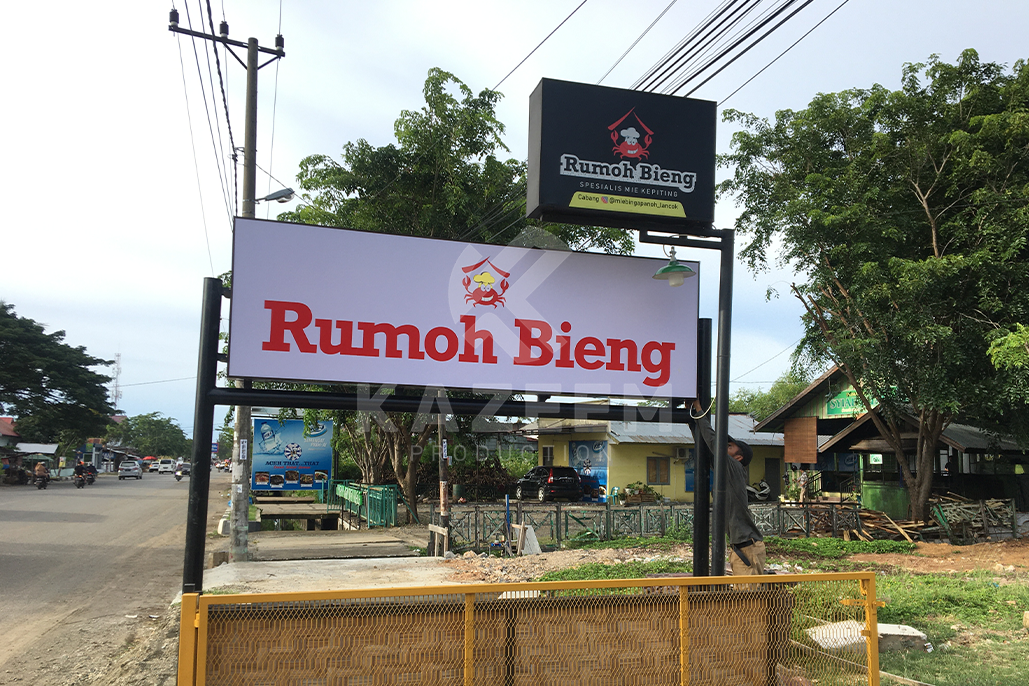 Rumoh Bieng
SPESIALIS MIE KEPITING
Rumoh Bieng
KAZEEM
PRODUCTION